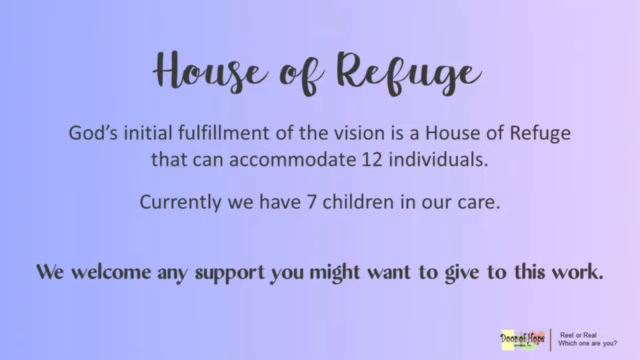 House of Refuge
God's initial fulfillment of the vision is a House of Refuge
that can accommodate 12 individuals.
Currently we have 7 children in our care.
We welcome any support you might want to give to this work.
Door of Hope
Reel or Real
Which one are you?